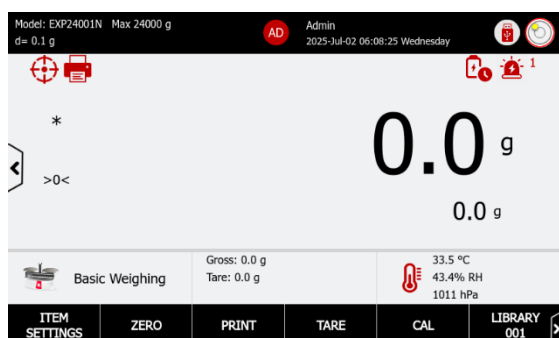 Model: EXP24001N Max 24000 g
d= 0.1 g
AD
Admin
2025-Jul-02 06:08:25 Wednesday
1
*
0.0 g
>0<
0.0 g
Basic Weighing
Gross: 0.0 g
Tare: 0.0 g
33.5 °C
43.4% RH
1011 hPa
ITEM SETTINGS
ZERO
PRINT
TARE
CAL
LIBRARY 001